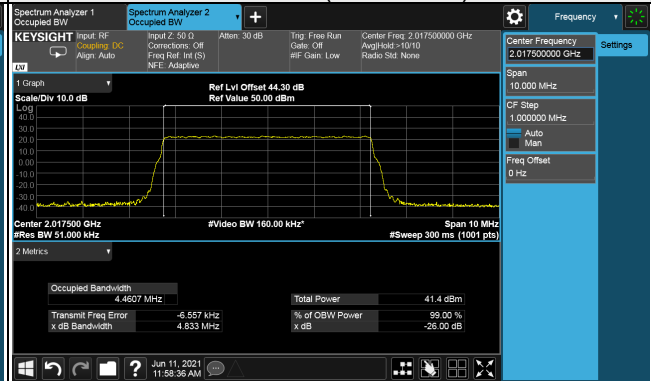 Spectrum Analyzer 1
Occupied BW
Spectrum Analyzer 2
Occupied BW
Frequency
KEYSIGHT
LXI
Input: RF
Coupling: DC
Align: Auto
Input Z: 50 Ω
Corrections: Off
Freq Ref: Int (S)
NFE: Adaptive
Atten: 30 dB
Trig: Free Run
Gate: Off
#IF Gain: Low
Center Freq: 2.017500000 GHz
Avg|Hold:>10/10
Radio Std: None
Center Frequency
2.017500000 GHz
Settings
Span
10.000 MHz
CF Step
1.000000 MHz
Auto
Man
Freq Offset
0 Hz
1 Graph
Scale/Div 10.0 dB
Ref Lvl Offset 44.30 dB
Ref Value 50.00 dBm
Log
40.0
30.0
20.0
10.0
0.00
-10.0
-20.0
-30.0
-40.0
Center 2.017500 GHz
#Video BW 160.00 kHz*
Span 10 MHz
#Res BW 51.000 kHz
#Sweep 300 ms (1001 pts)
2 Metrics
Occupied Bandwidth
4.4607 MHz
Total Power 41.4 dBm
Transmit Freq Error -6.557 kHz
% of OBW Power 99.00 %
x dB Bandwidth 4.833 MHz
x dB -26.00 dB
?
Jun 11, 2021
11:58:36 AM